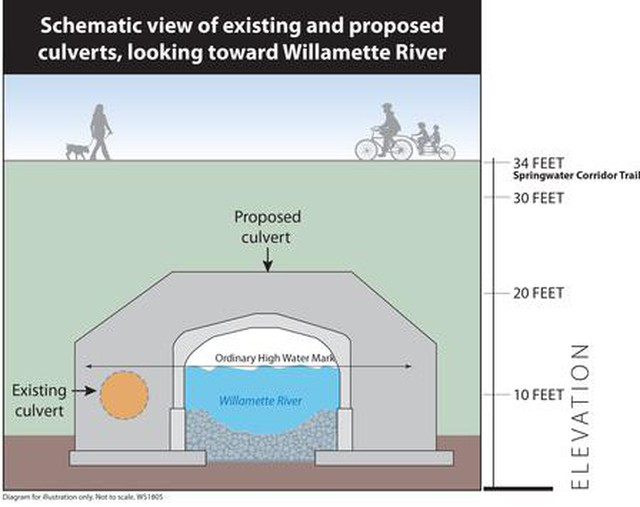 Schematic view of existing and proposed
culverts, looking toward Willamette River
34 FEET
Springwater Corridor Trail
30 FEET
Proposed
culvert
20 FEET
Ordinary High Water Mark
Existing
culvert
Willamette River
10 FEET
ELEVATION
Diagram for illustration only. Not to scale. WS1605